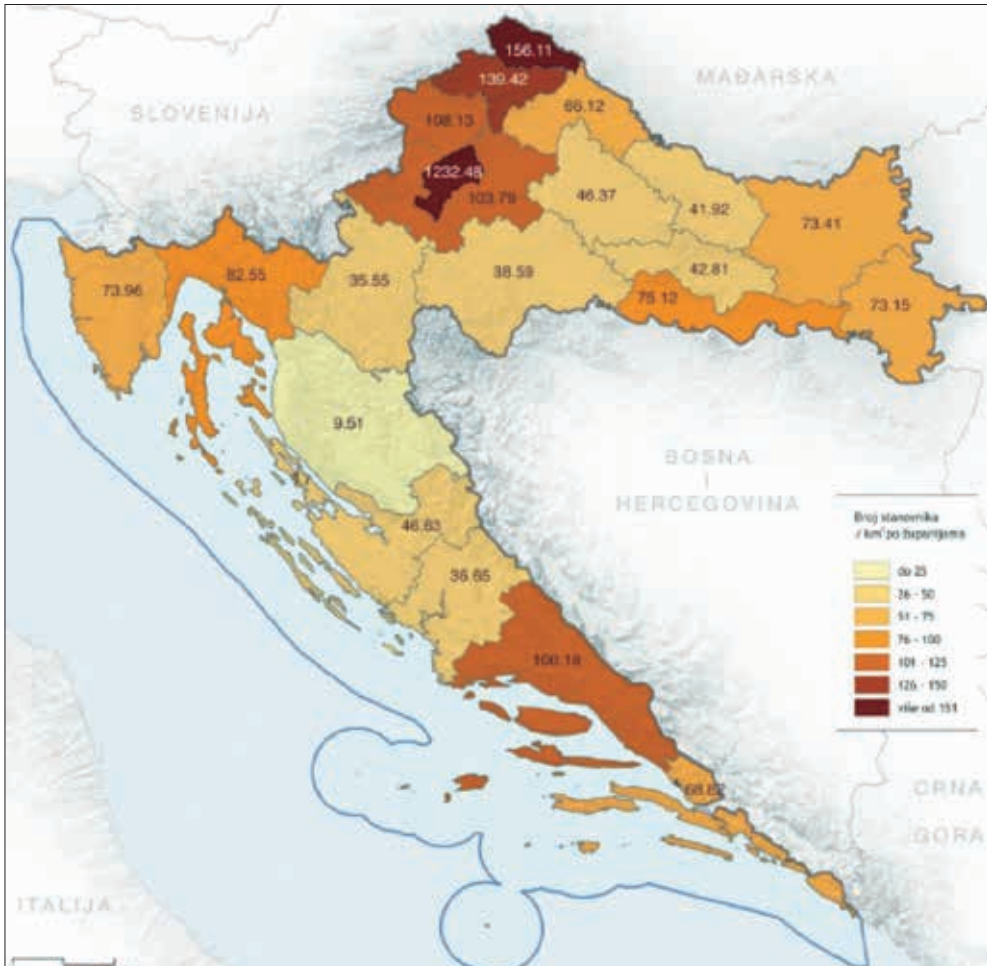 156.11
MAĐARSKA
139.42
SLOVENIJA
66.12
108.13
1232.48
103.79
46.37
41.92
73.41
82.55
35.55
38.59
42.81
73.96
75.12
73.15
9.51
BOSNA
I
HERCEGOVINA
Broj stanovnika
/ km² po županijama
do 25
26 - 50
51 - 75
76 - 100
101 - 125
126 - 150
više od 151
46.63
36.65
100.18
68.82
CRNA
GORA
ITALIJA